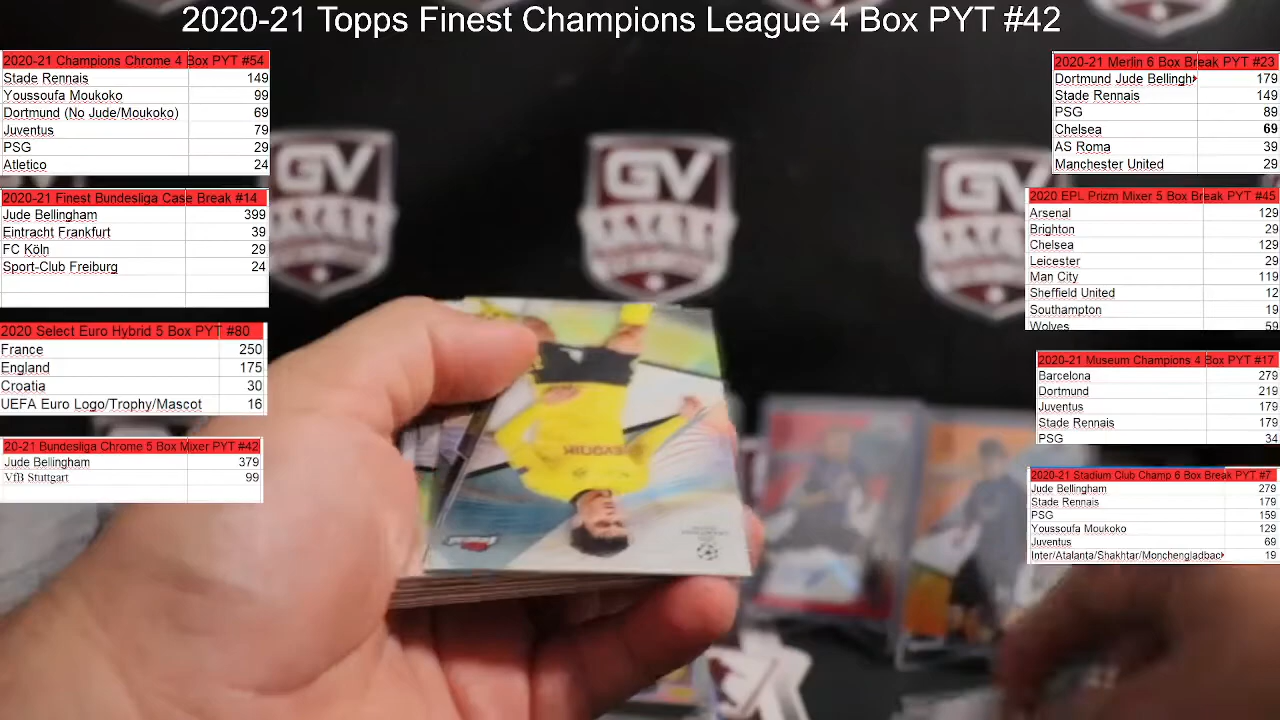 2020-21 Topps Finest Champions League 4 Box PYT #42
2020-21 Champions Chrome 4 Box PYT #54
Stade Rennais 149
Youssoufa Moukoko 99
Dortmund (No Jude/Moukoko) 69
Juventus 79
PSG 29
Atletico 24
2020-21 Finest Bundesliga Case Break #14
Jude Bellingham 399
Eintracht Frankfurt 39
FC Köln 29
Sport-Club Freiburg 24
2020 Select Euro Hybrid 5 Box PYT #80
France 250
England 175
Croatia 30
UEFA Euro Logo/Trophy/Mascot 16
20-21 Bundesliga Chrome 5 Box Mixer PYT #42
Jude Bellingham 379
VfB Stuttgart 99
2020-21 Merlin 6 Box Break PYT #23
Dortmund Jude Bellingh 179
Stade Rennais 149
PSG 89
Chelsea 69
AS Roma 39
Manchester United 29
2020 EPL Prizm Mixer 5 Box Break PYT #45
Arsenal 129
Brighton 29
Chelsea 129
Leicester 29
Man City 119
Sheffield United 12
Southampton 19
Wolves 59
2020-21 Museum Champions 4 Box PYT #17
Barcelona 279
Dortmund 219
Juventus 179
Stade Rennais 179
PSG 34
2020-21 Stadium Club Champ 6 Box Break PYT #7
Jude Bellingham 279
Stade Rennais 179
PSG 159
Youssoufa Moukoko 129
Juventus 69
Inter/Atalanta/Shakhtar/Monchengladbac 19
GV
GV
GV
EVONIK
Finest